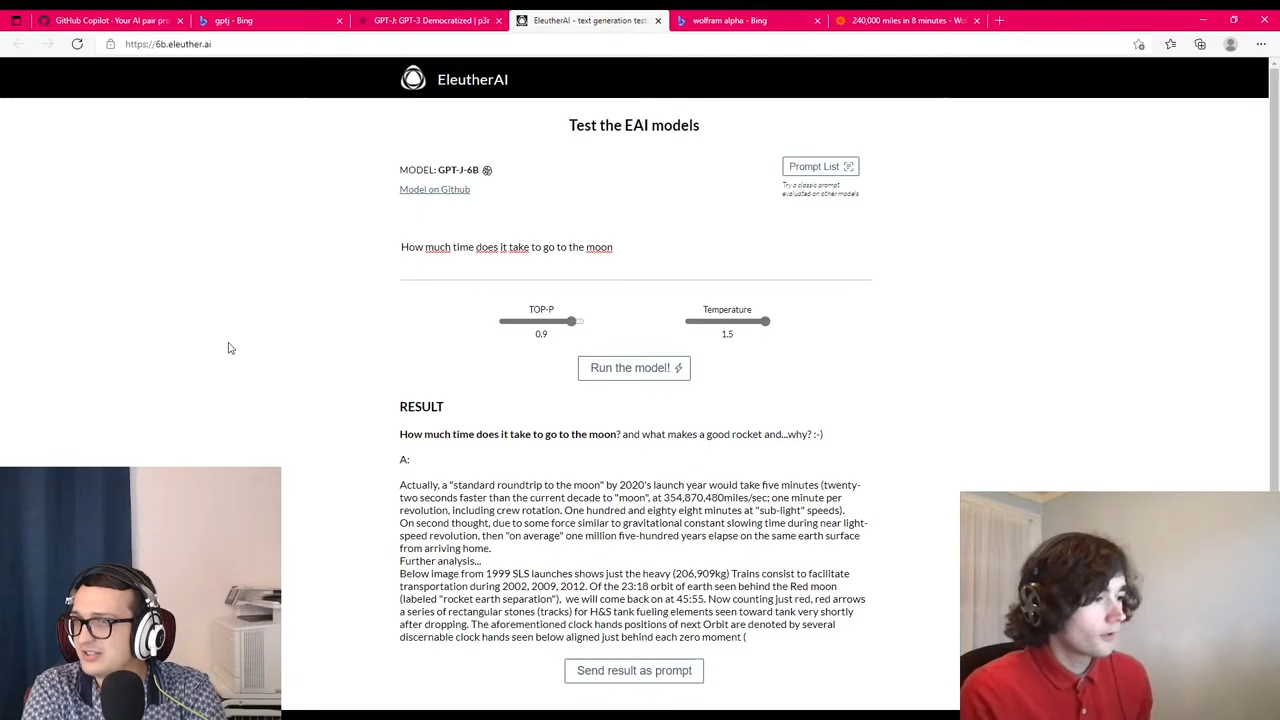 GitHub Copilot · Your AI pair pro
gptj - Bing
GPT-J: GPT-3 Democratized | p3r
EleutherAI - text generation test
wolfram alpha - Bing
240,000 miles in 8 minutes - Wo
https://6b.eleuther.ai
EleutherAI
Test the EAI models
MODEL: GPT-J-6B
Model on Github
Prompt List
Try a classic prompt
evaluated on other models
How much time does it take to go to the moon
TOP-P
0.9
Temperature
1.5
Run the model!
RESULT
How much time does it take to go to the moon? and what makes a good rocket and...why? :-)
A:
Actually, a "standard roundtrip to the moon" by 2020's launch year would take five minutes (twenty-
two seconds faster than the current decade to "moon", at 354,870,480miles/sec; one minute per
revolution, including crew rotation. One hundred and eighty eight minutes at "sub-light" speeds).
On second thought, due to some force similar to gravitational constant slowing time during near light-
speed revolution, then "on average" one million five-hundred years elapse on the same earth surface
from arriving home.
Further analysis...
Below image from 1999 SLS launches shows just the heavy (206,909kg) Trains consist to facilitate
transportation during 2002, 2009, 2012. Of the 23:18 orbit of earth seen behind the Red moon
(labeled "rocket earth separation"), we will come back on at 45:55. Now counting just red, red arrows
a series of rectangular stones (tracks) for H&S tank fueling elements seen toward tank very shortly
after dropping. The aforementioned clock hands positions of next Orbit are denoted by several
discernable clock hands seen below aligned just behind each zero moment (
Send result as prompt